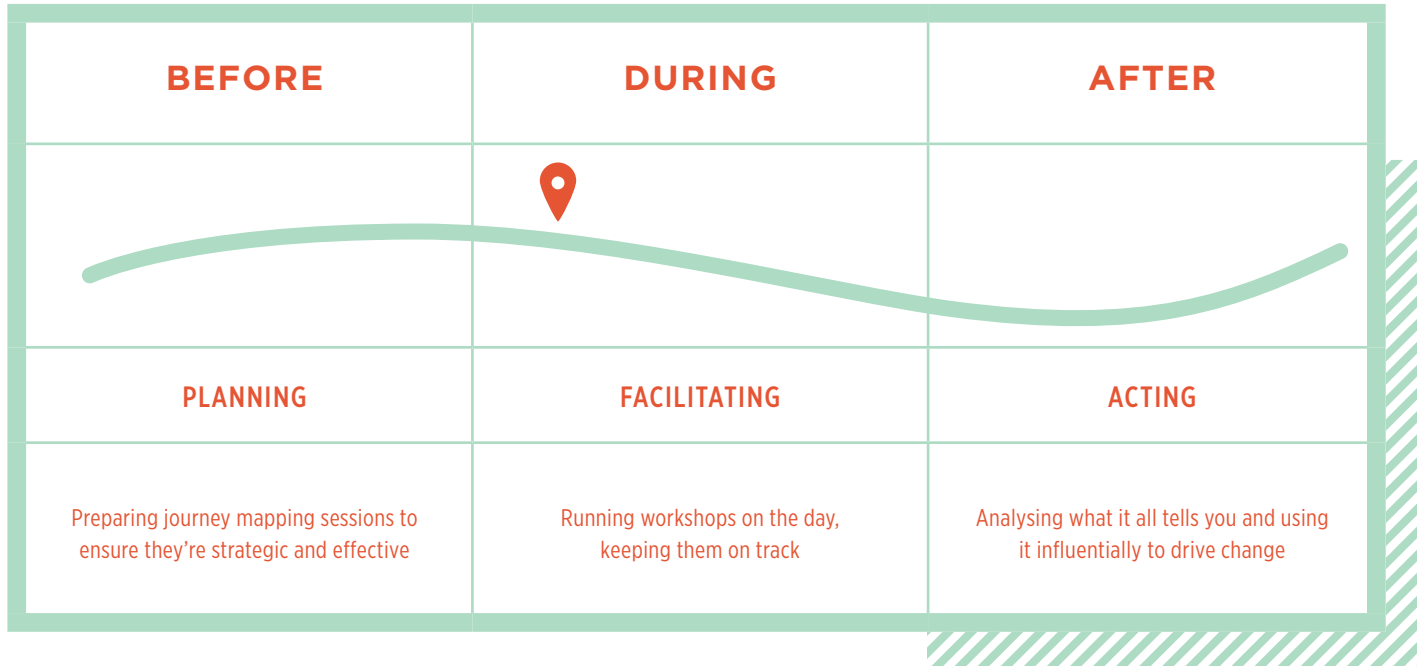 BEFORE
DURING
AFTER
PLANNING
FACILITATING
ACTING
Preparing journey mapping sessions to
ensure they’re strategic and effective
Running workshops on the day,
keeping them on track
Analysing what it all tells you and using
it influentially to drive change